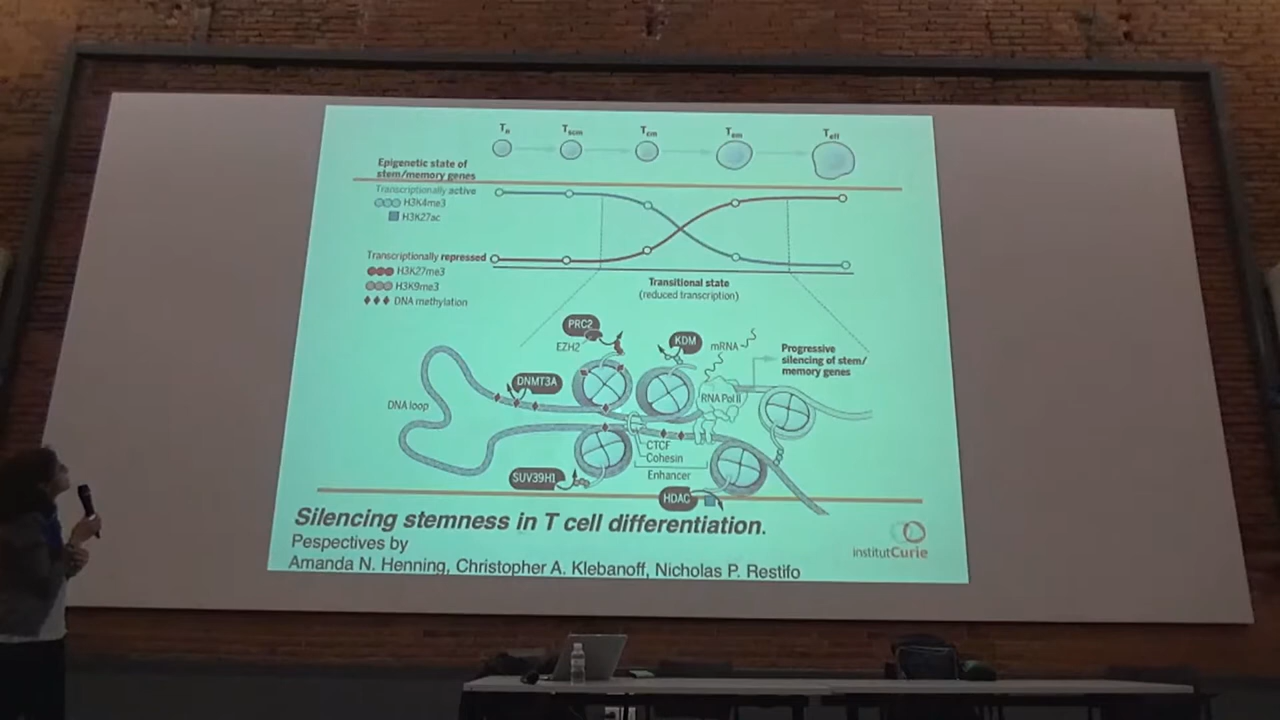 Tn
Tscm
Tcm
Tem
Teff
Epigenetic state of
stem/memory genes
Transcriptionally active
H3K4me3
H3K27ac
Transcriptionally repressed
H3K27me3
H3K9me3
DNA methylation
Transitional state
(reduced transcription)
PRC2
EZH2
KDM
mRNA
Progressive
silencing of stem/
memory genes
DNMT3A
DNA loop
RNA Pol II
CTCF
Cohesin
Enhancer
SUV39H1
HDAC
Silencing stemness in T cell differentiation.
Pespectives by
Amanda N. Henning, Christopher A. Klebanoff, Nicholas P. Restifo
institutCurie